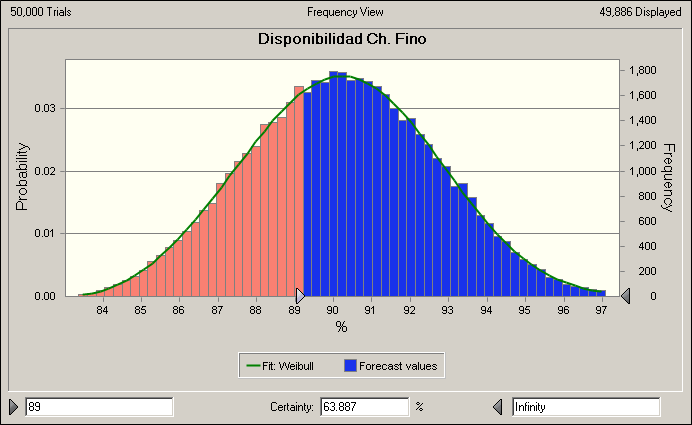 50,000 Trials Frequency View 49,886 Displayed
Disponibilidad Ch. Fino
0.03
0.02
0.01
0.00
Probability
1,800
1,600
1,400
1,200
1,000
800
600
400
200
0
Frequency
84 85 86 87 88 89 90 91 92 93 94 95 96 97
%
Fit: Weibull Forecast values
89 Certainty: 63.887 % Infinity